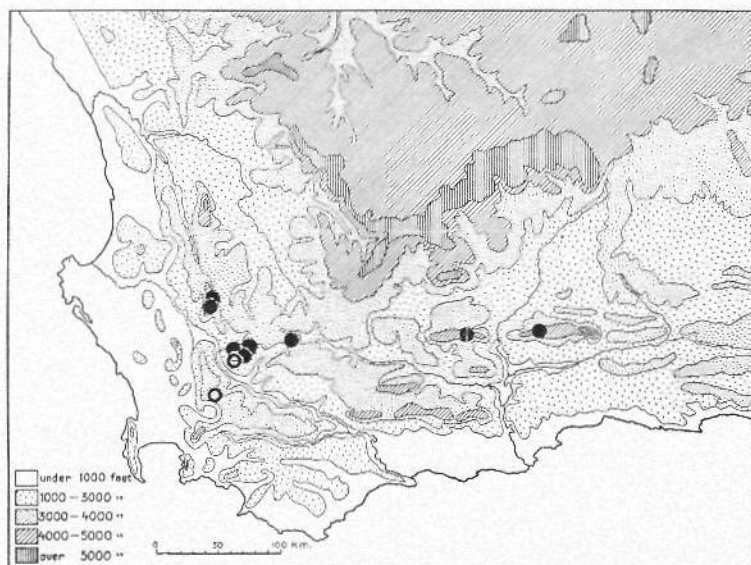 under 1000 feet
1000 – 3000 "
3000 – 4000 "
4000 – 5000 "
over 5000 "
0 50 100 Km.